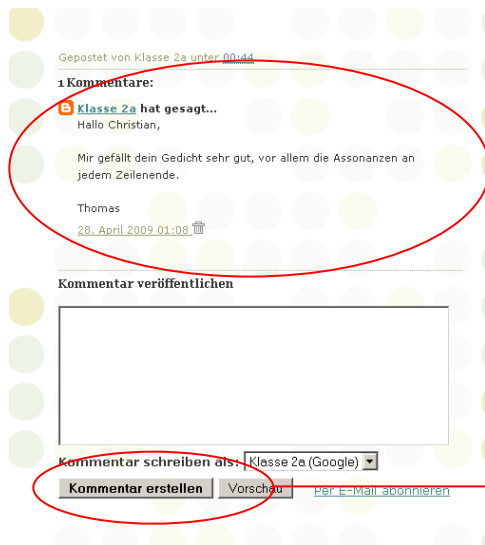 Gepostet von Klasse 2a unter 00:44
1 Kommentare:
Klasse 2a hat gesagt...
Hallo Christian,
Mir gefällt dein Gedicht sehr gut, vor allem die Assonanzen an
jedem Zeilenende.
Thomas
28. April 2009 01:08
Kommentar veröffentlichen
Kommentar schreiben als: Klasse 2a (Google)
Kommentar erstellen Vorschau Per E-Mail abonnieren